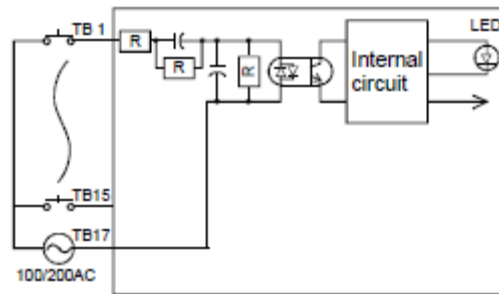 TB 1
R
R
R
Internal
circuit
LED
TB15
TB17
100/200AC